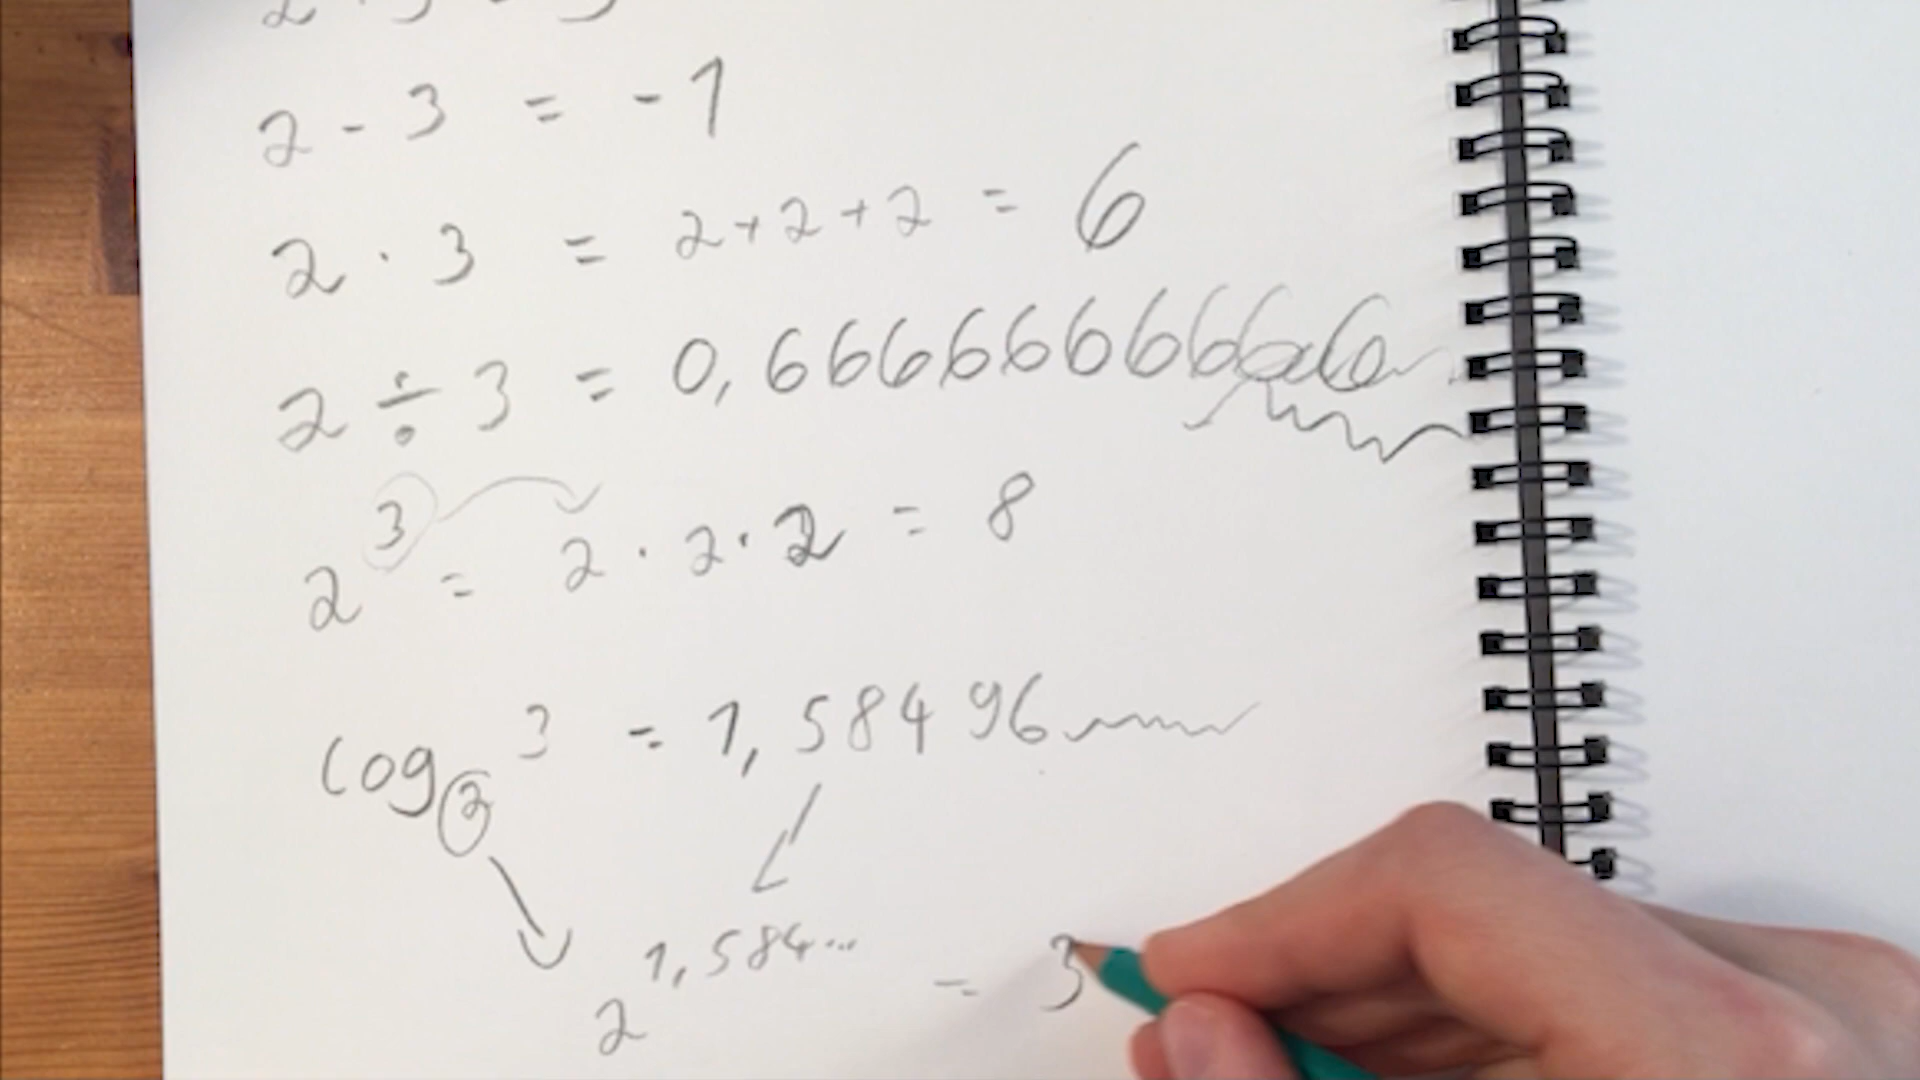 2 - 3 = -1
2 · 3 = 2+2+2 = 6
2 ÷ 3 = 0,66666666666
2³ = 2 · 2 · 2 = 8
log₂ 3 = 1,58496
2^1,584... = 3